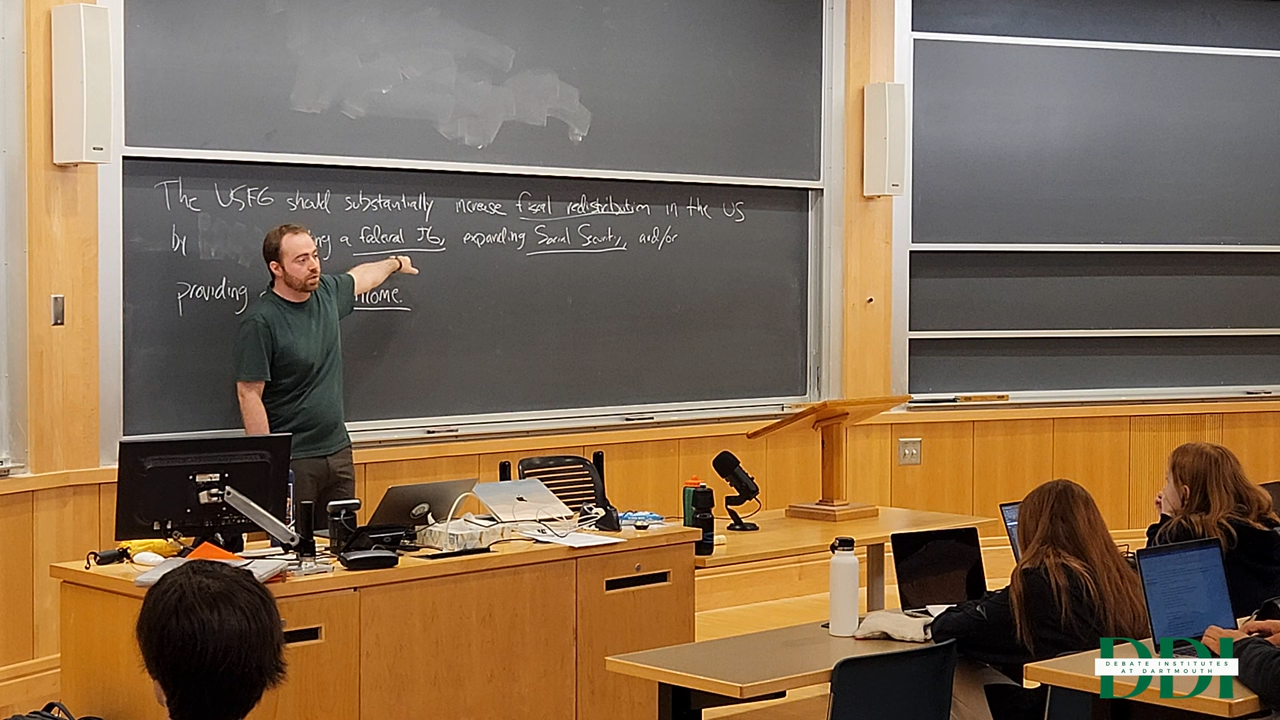 The USFG should substantially increase fiscal redistribution in the US
by a federal JG, expanding Social Security, and/or
providing
DDI
DEBATE INSTITUTES
AT DARTMOUTH